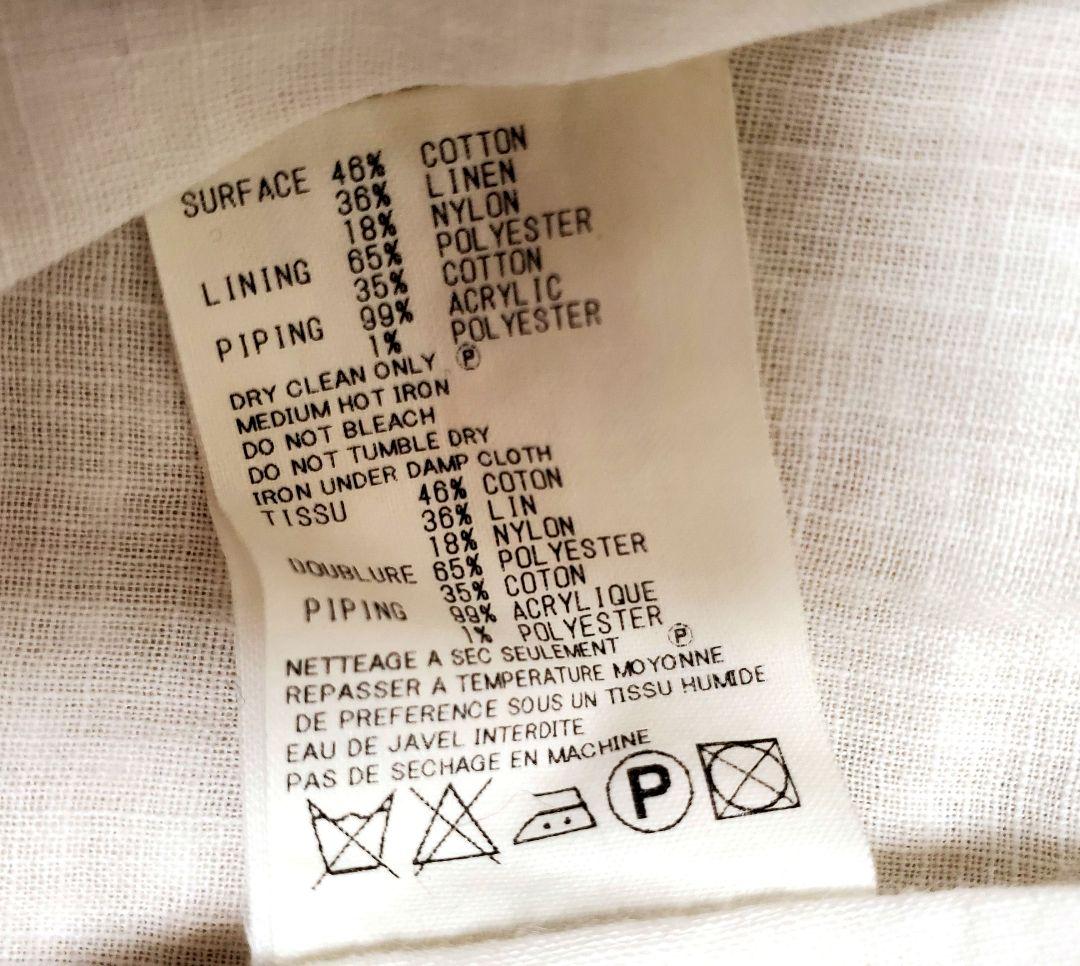 SURFACE 46% COTTON
36% LINEN
18% NYLON
LINING 65% POLYESTER
35% COTTON
PIPING 99% ACRYLIC
1% POLYESTER
DRY CLEAN ONLY Ⓟ
MEDIUM HOT IRON
DO NOT BLEACH
DO NOT TUMBLE DRY
IRON UNDER DAMP CLOTH
TISSU 46% COTON
36% LIN
18% NYLON
DOUBLURE 65% POLYESTER
35% COTON
PIPING 99% ACRYLIQUE
1% POLYESTER
NETTEAGE A SEC SEULEMENT Ⓟ
REPASSER A TEMPERATURE MOYONNE
DE PREFERENCE SOUS UN TISSU HUMIDE
EAU DE JAVEL INTERDITE
PAS DE SECHAGE EN MACHINE
P